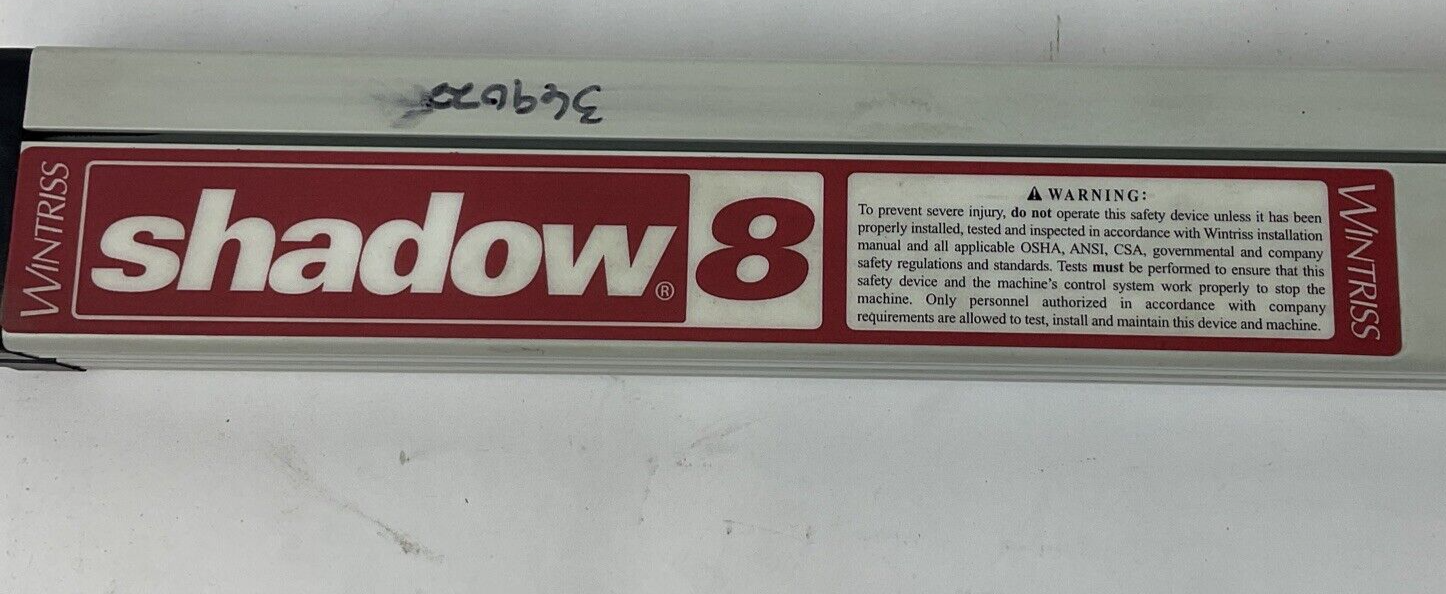 WINTRISS
shadow® 8
⚠ WARNING:
To prevent severe injury, do not operate this safety device unless it has been
properly installed, tested and inspected in accordance with Wintriss installation
manual and all applicable OSHA, ANSI, CSA, governmental and company
safety regulations and standards. Tests must be performed to ensure that this
safety device and the machine's control system work properly to stop the
machine. Only personnel authorized in accordance with company
requirements are allowed to test, install and maintain this device and machine.
WINTRISS